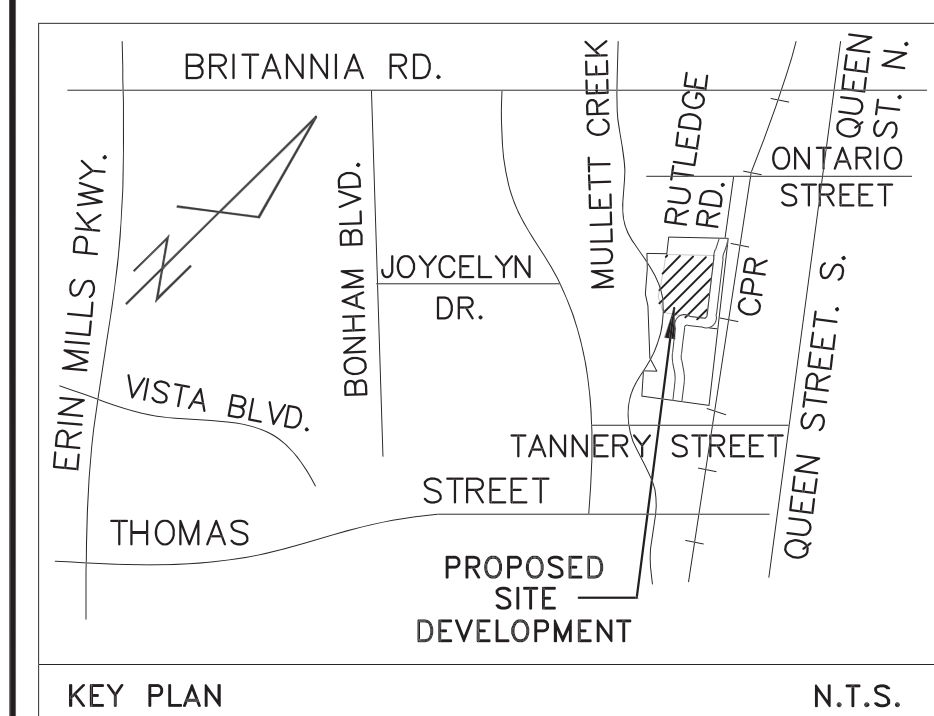 BRITANNIA RD.
ERIN MILLS PKWY.
BONHAM BLVD.
JOYCELYN
DR.
MULLETT CREEK
RUTLEDGE
RD.
QUEEN
ST. N.
ONTARIO
STREET
CPR
QUEEN STREET. S.
VISTA BLVD.
TANNERY STREET
THOMAS STREET
PROPOSED
SITE
DEVELOPMENT
KEY PLAN N.T.S.